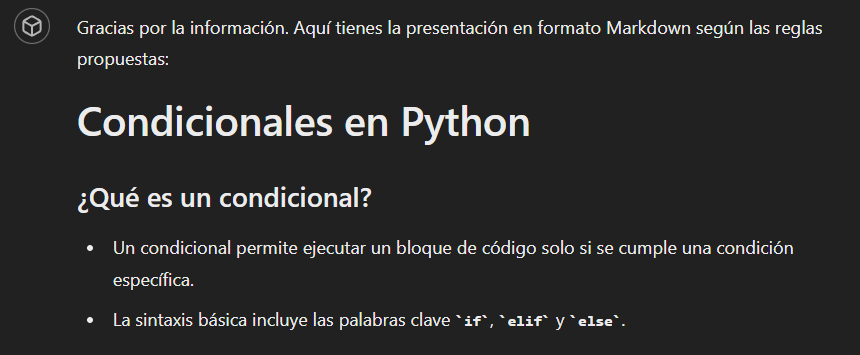 Gracias por la información. Aquí tienes la presentación en formato Markdown según las reglas
propuestas:
Condicionales en Python
¿Qué es un condicional?
• Un condicional permite ejecutar un bloque de código solo si se cumple una condición
específica.
• La sintaxis básica incluye las palabras clave `if`, `elif` y `else`.